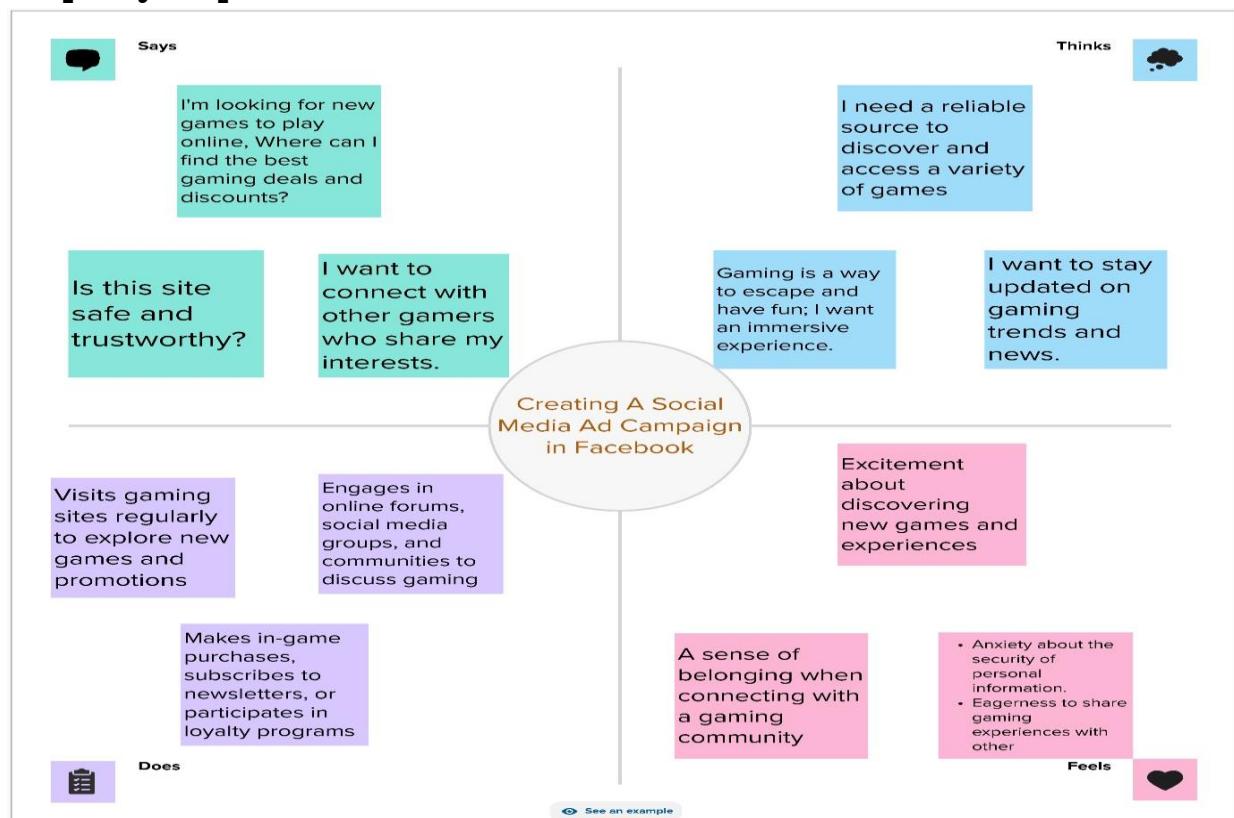 Says
Thinks
I'm looking for new
games to play
online, Where can I
find the best
gaming deals and
discounts?
I need a reliable
source to
discover and
access a variety
of games
Is this site
safe and
trustworthy?
I want to
connect with
other gamers
who share my
interests.
Gaming is a way
to escape and
have fun; I want
an immersive
experience.
I want to stay
updated on
gaming
trends and
news.
Creating A Social
Media Ad Campaign
in Facebook
Visits gaming
sites regularly
to explore new
games and
promotions
Engages in
online forums,
social media
groups, and
communities to
discuss gaming
Excitement
about
discovering
new games and
experiences
Makes in-game
purchases,
subscribes to
newsletters, or
participates in
loyalty programs
A sense of
belonging when
connecting with
a gaming
community
• Anxiety about the
security of
personal
information.
• Eagerness to share
gaming
experiences with
other
Does
Feels
See an example